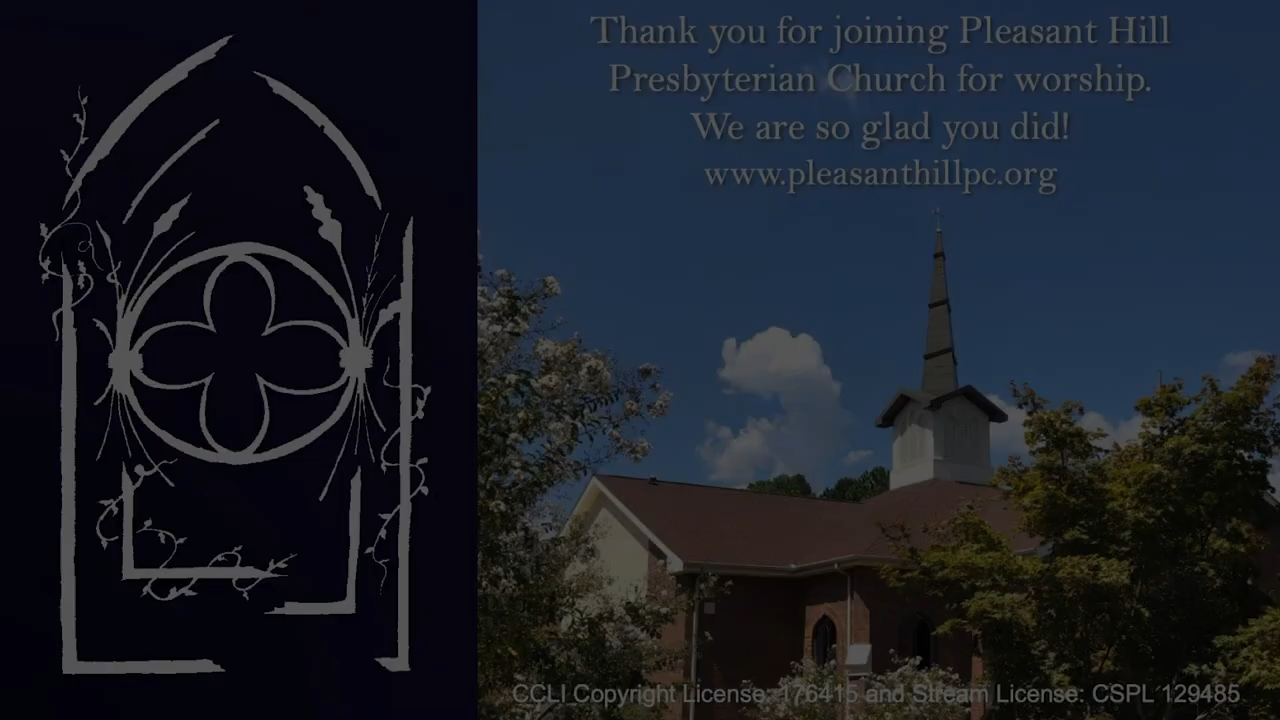 Thank you for joining Pleasant Hill
Presbyterian Church for worship.
We are so glad you did!
www.pleasanthillpc.org
CCLI Copyright License: 176415 and Stream License: CSPL 129485